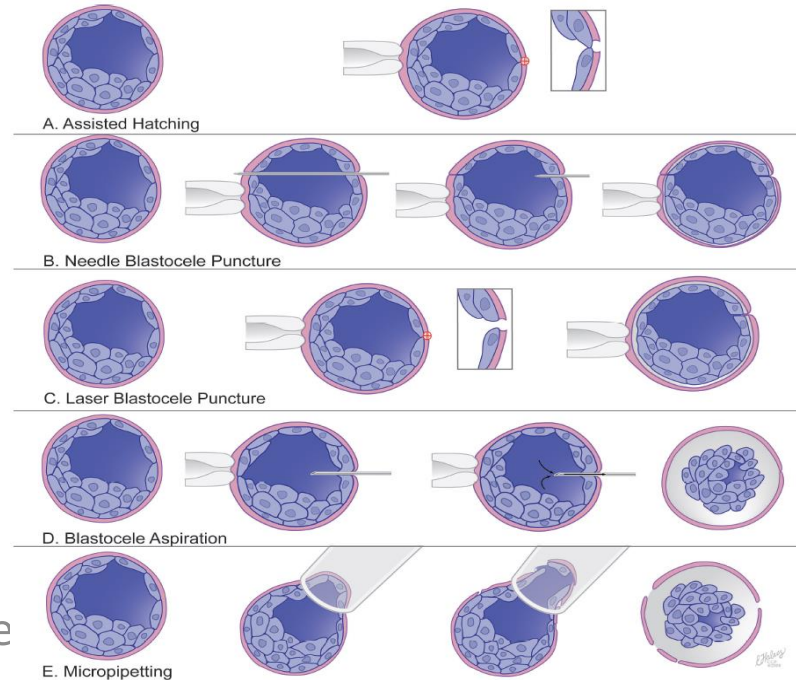 A. Assisted Hatching
B. Needle Blastocele Puncture
C. Laser Blastocele Puncture
D. Blastocele Aspiration
e
E. Micropipetting